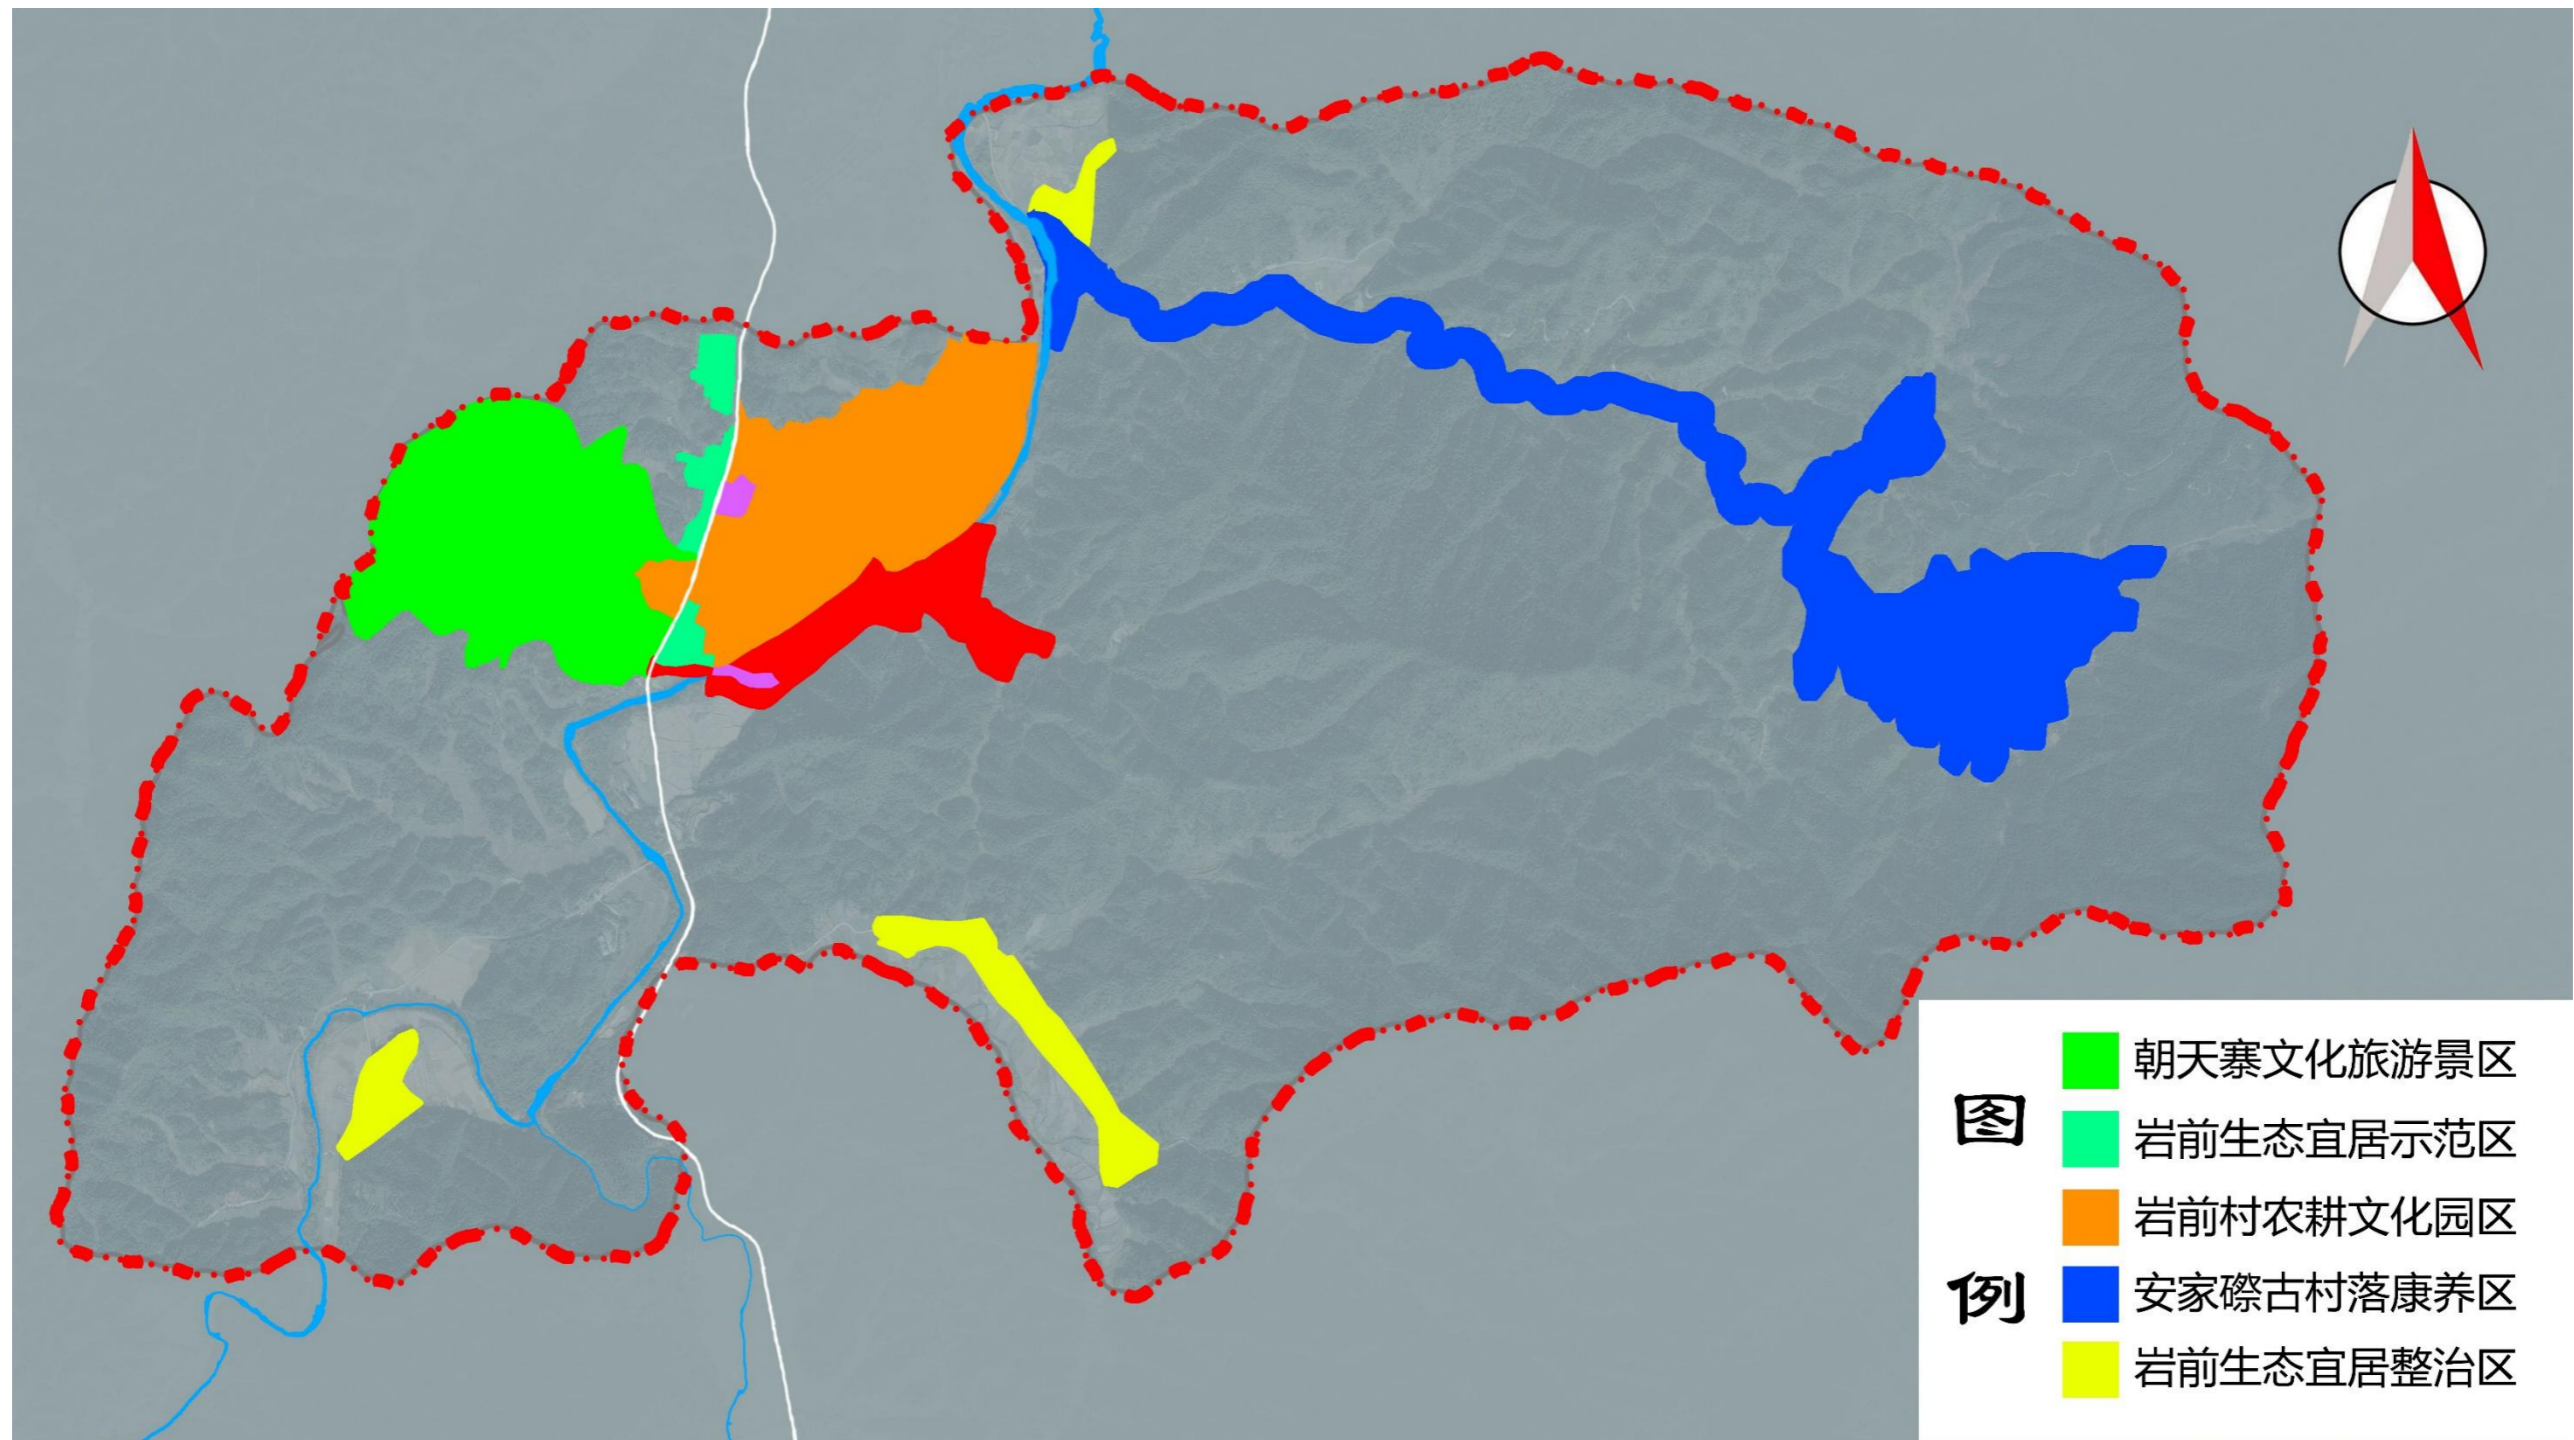 图例
朝天寨文化旅游景区
岩前生态宜居示范区
岩前村农耕文化园区
安家磜古村落康养区
岩前生态宜居整治区